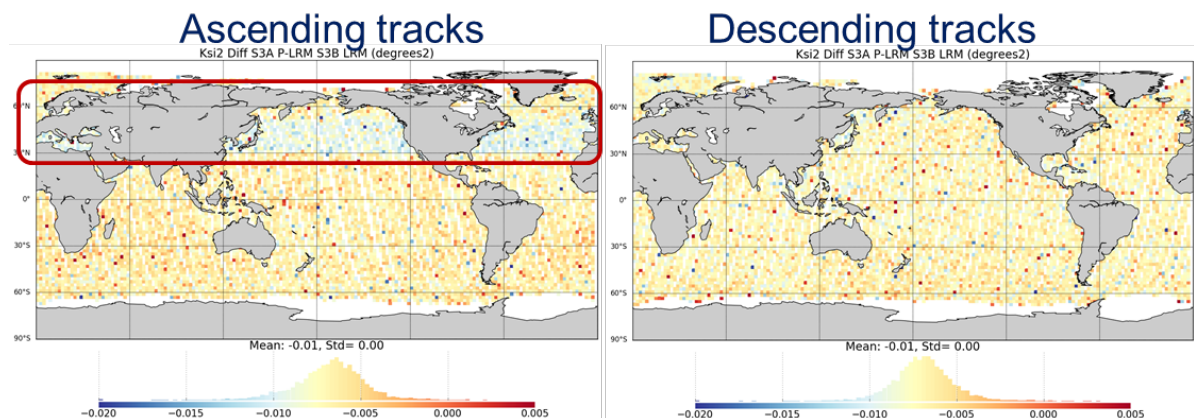 Ascending tracks
Ksi2 Diff S3A P-LRM S3B LRM (degrees2)
60°N
30°N
0°
30°S
60°S
90°S
Mean: -0.01, Std= 0.00
−0.020 −0.015 −0.010 −0.005 0.000 0.005
Descending tracks
Ksi2 Diff S3A P-LRM S3B LRM (degrees2)
60°N
30°N
0°
30°S
60°S
90°S
Mean: -0.01, Std= 0.00
−0.020 −0.015 −0.010 −0.005 0.000 0.005